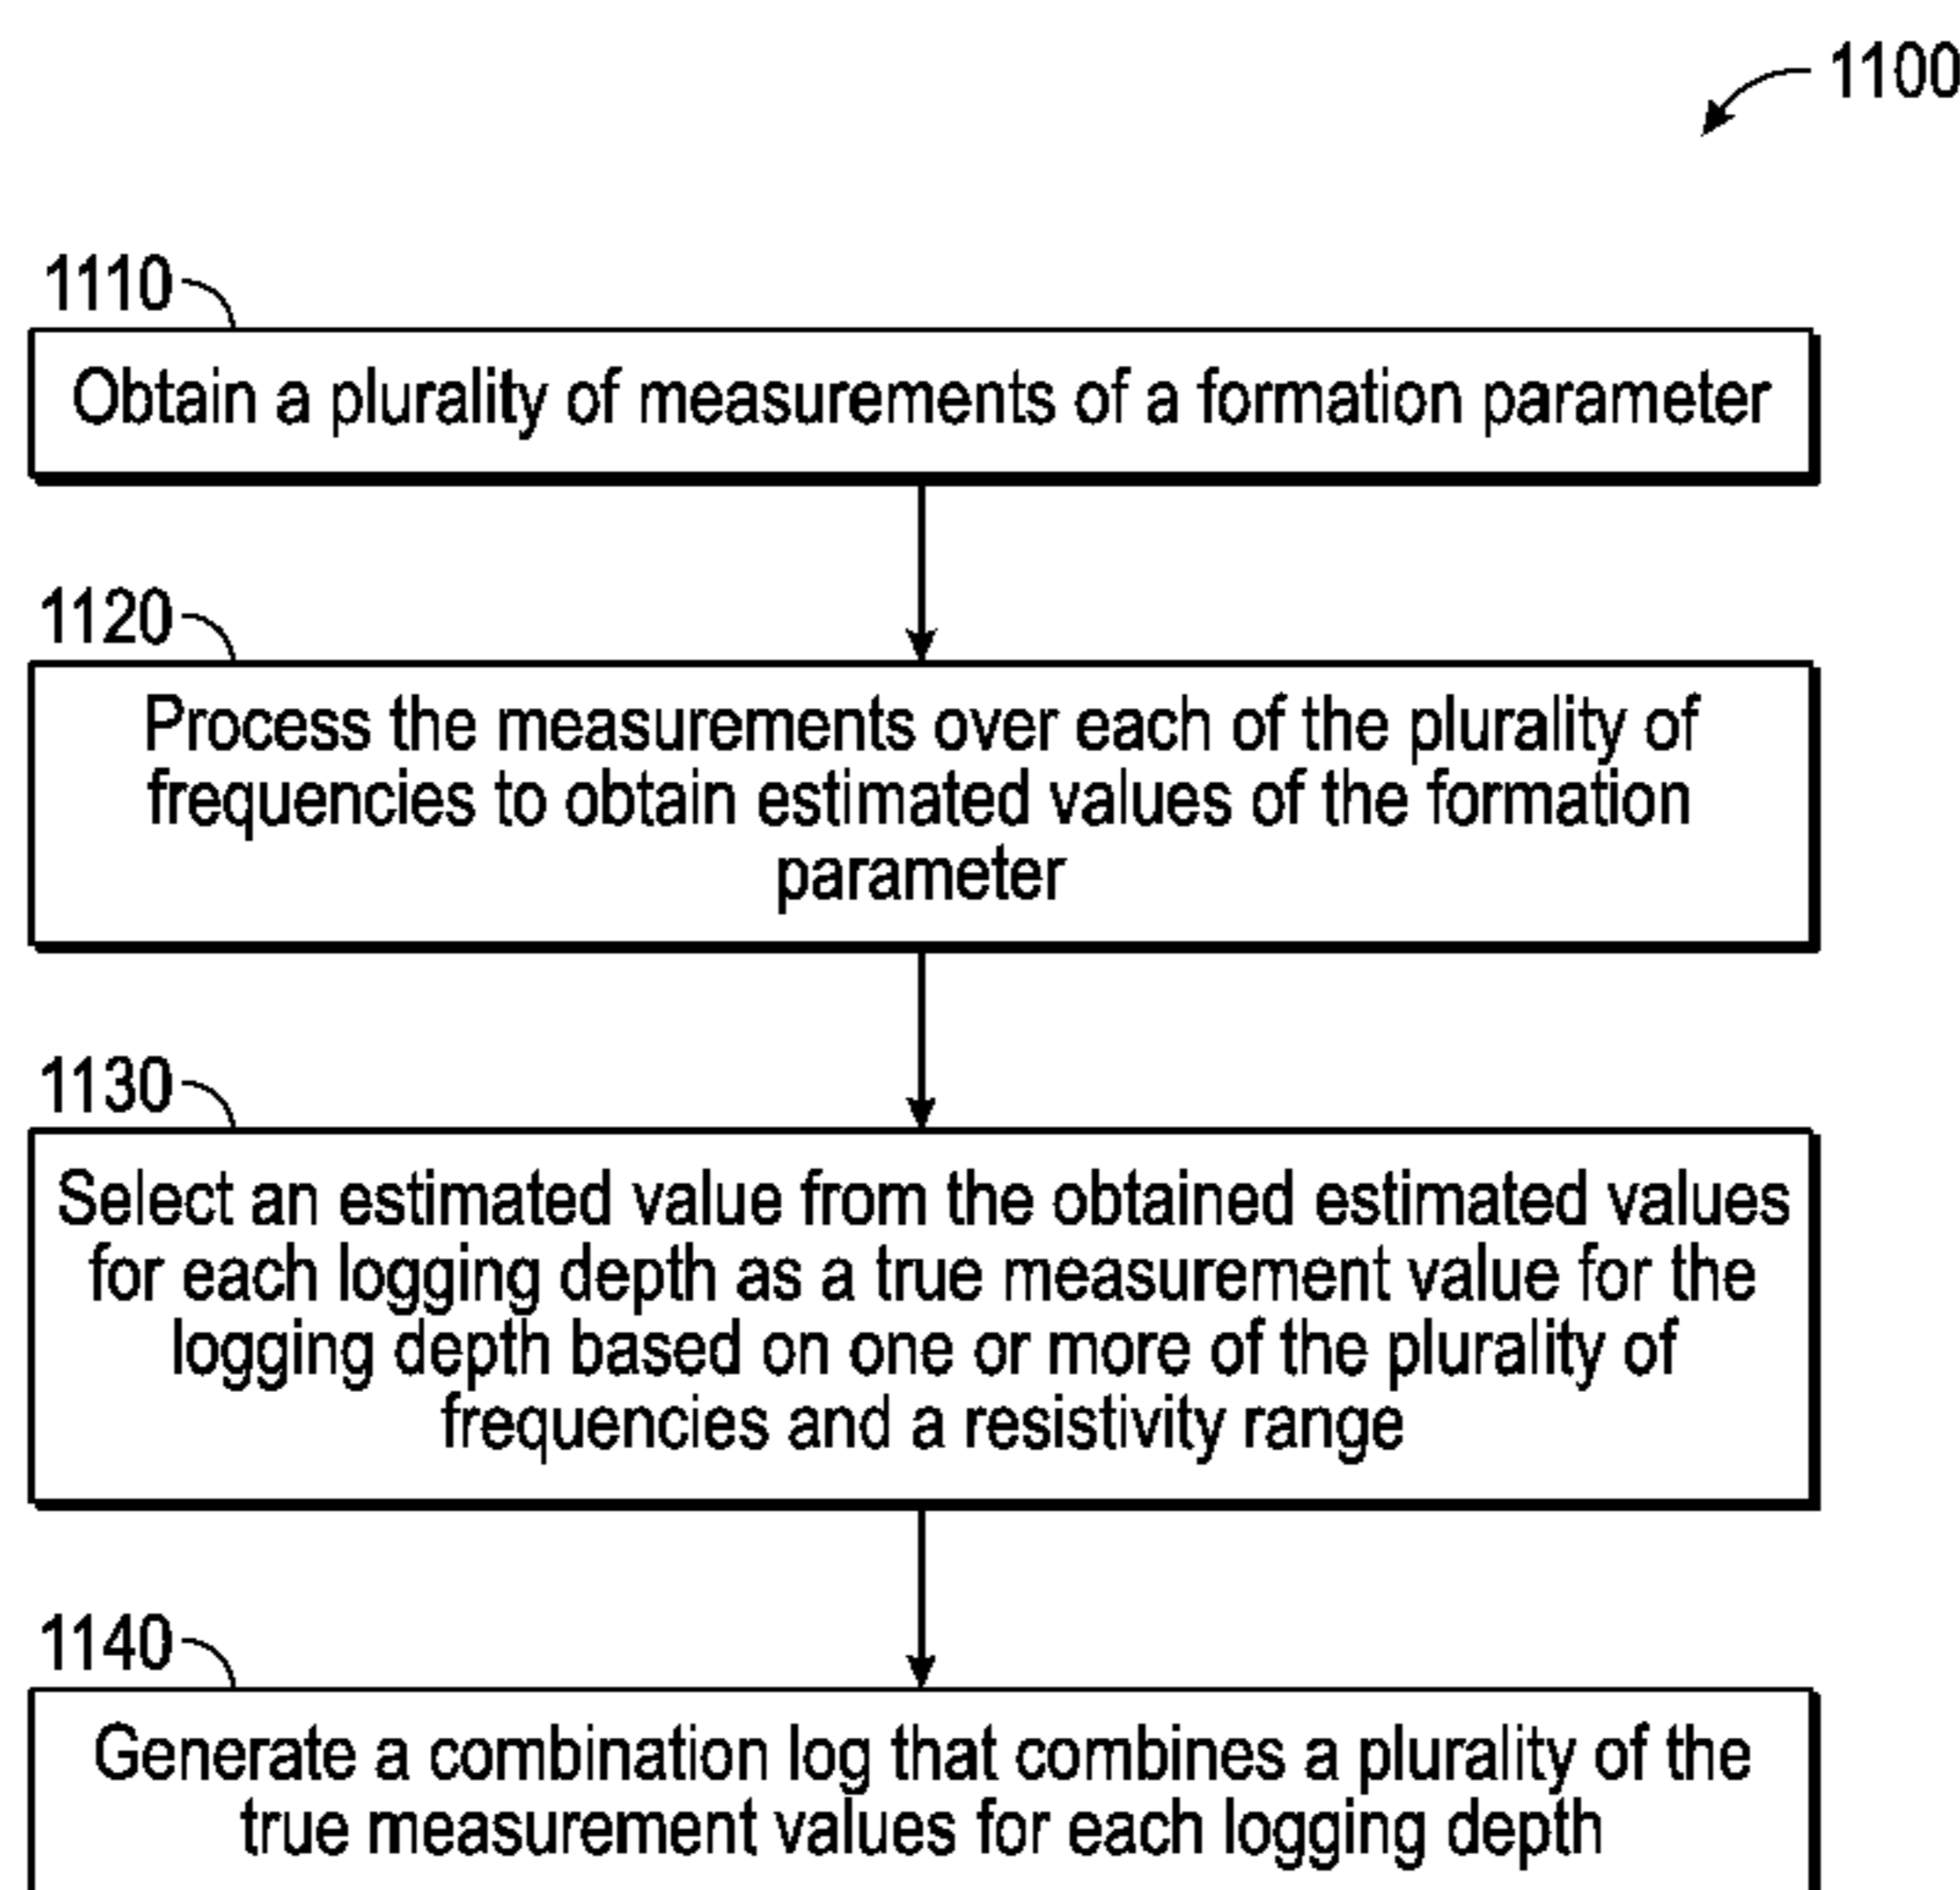 1100
1110
Obtain a plurality of measurements of a formation parameter
1120
Process the measurements over each of the plurality of
frequencies to obtain estimated values of the formation
parameter
1130
Select an estimated value from the obtained estimated values
for each logging depth as a true measurement value for the
logging depth based on one or more of the plurality of
frequencies and a resistivity range
1140
Generate a combination log that combines a plurality of the
true measurement values for each logging depth